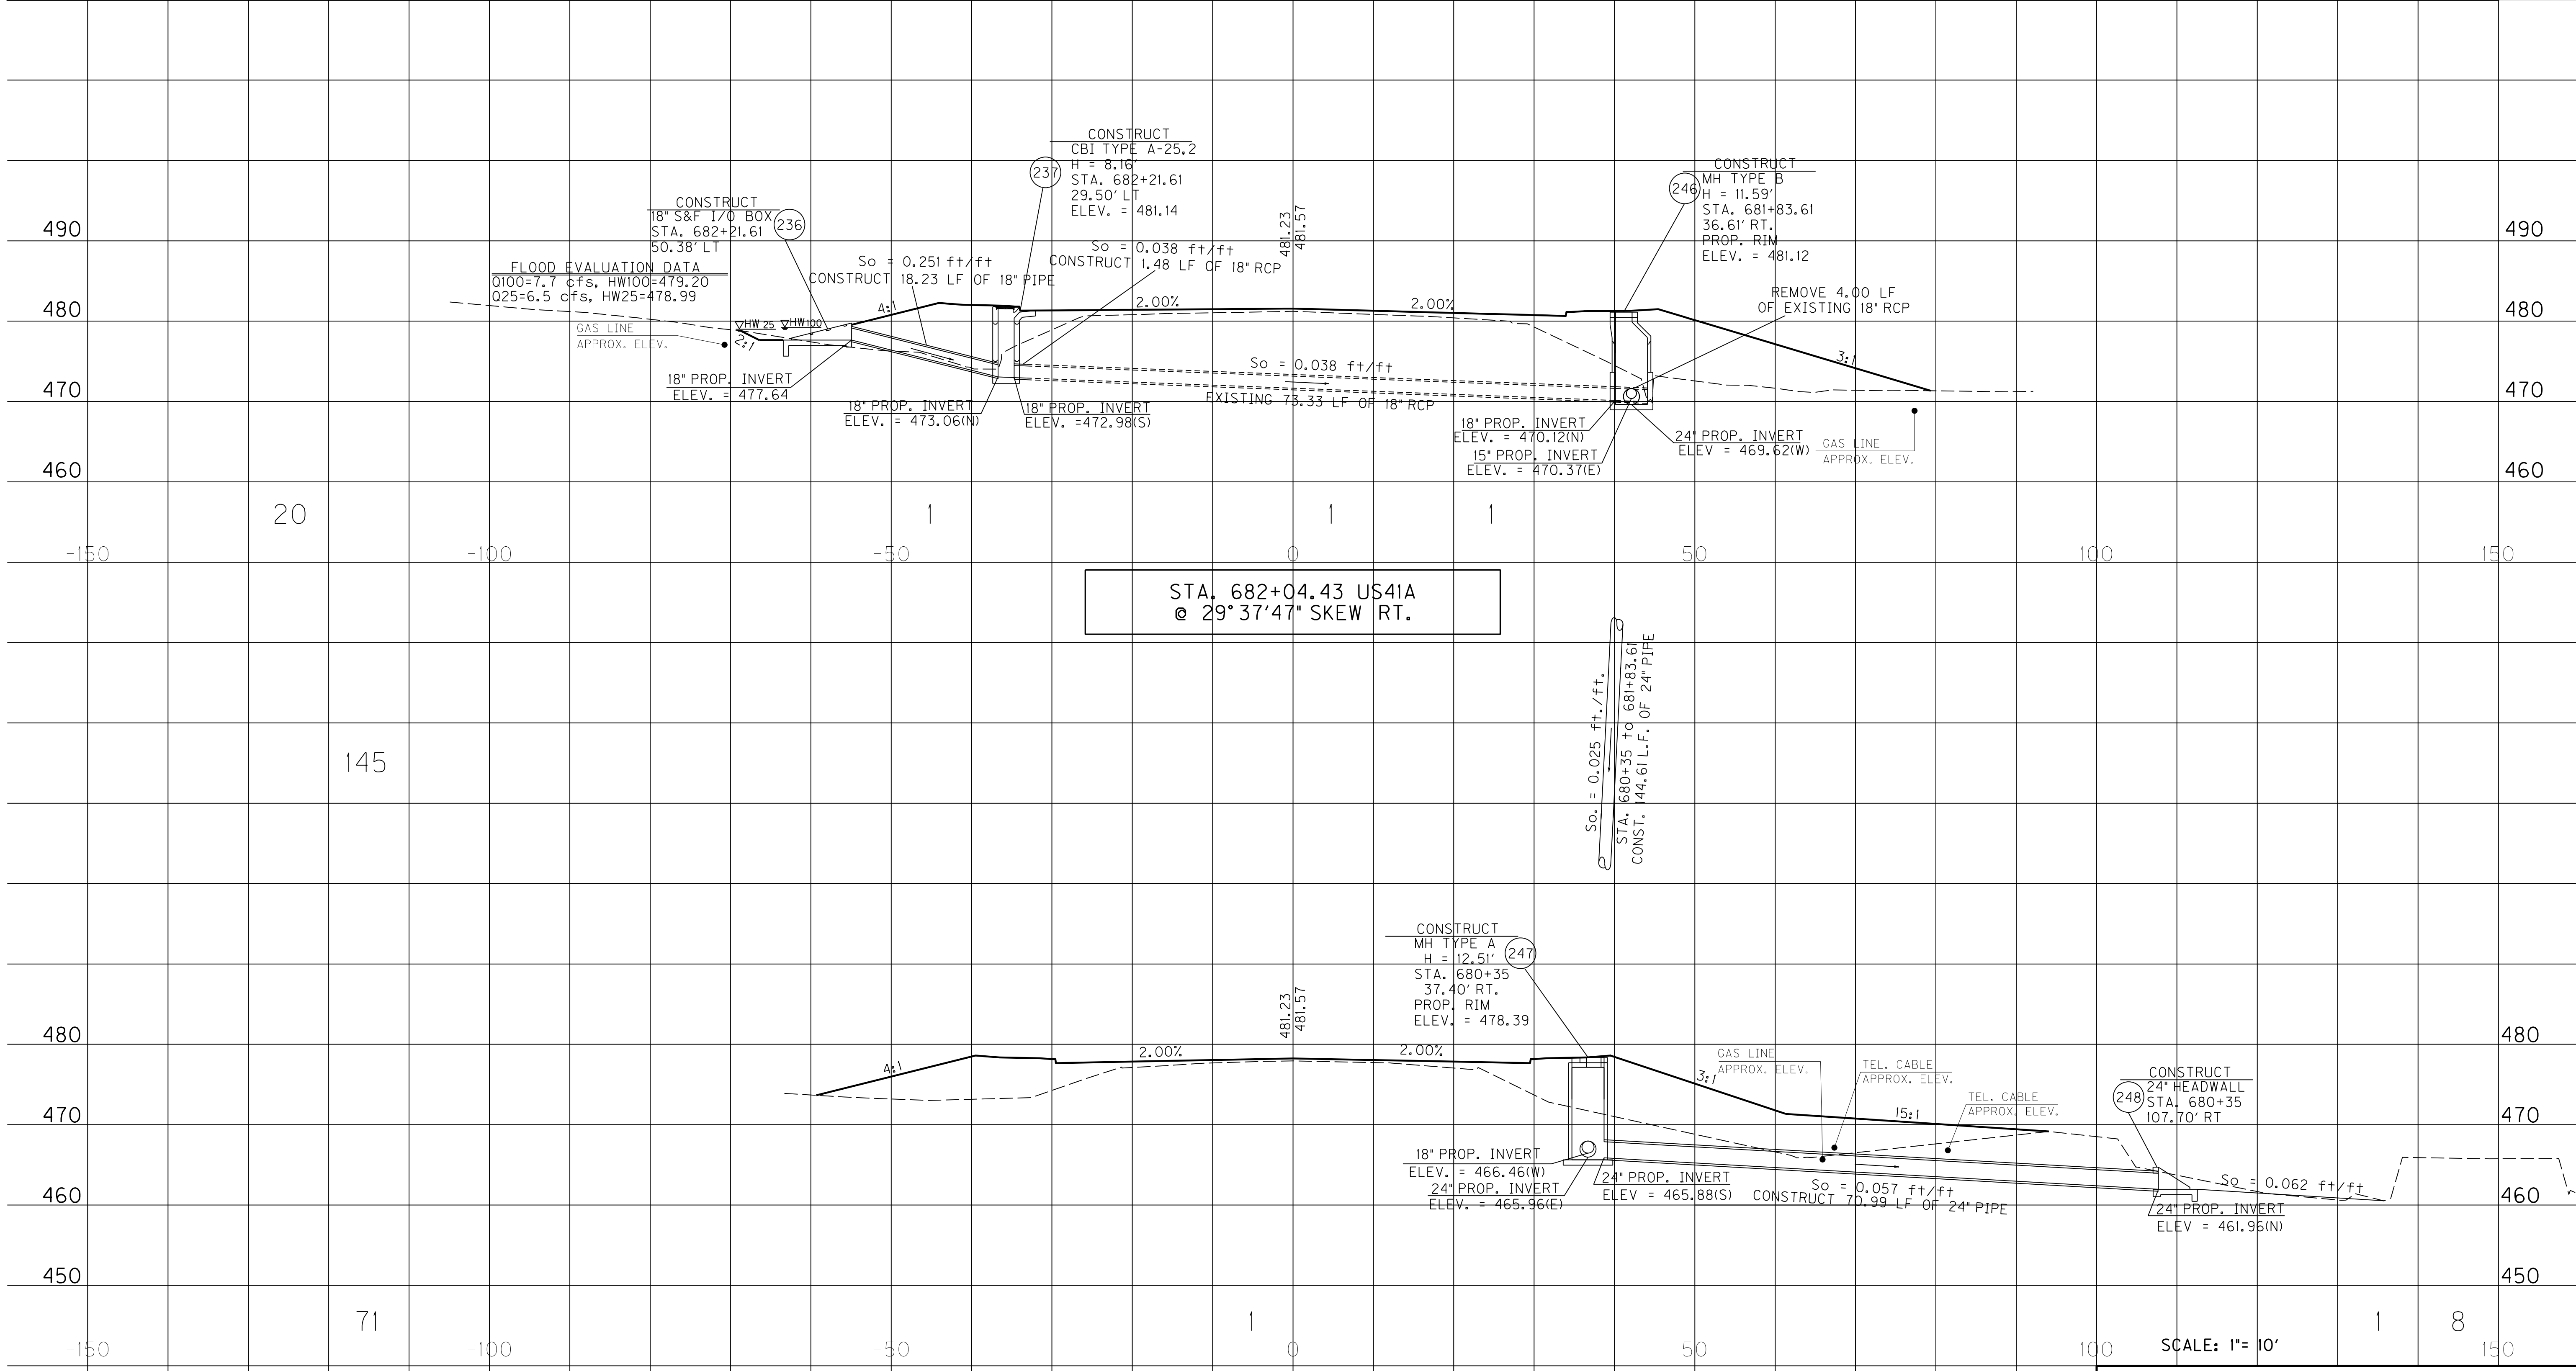 CONSTRUCT
CBI TYPE A-25,2
H = 8.16'
STA. 682+21.61
29.50' LT
ELEV. = 481.14
237
CONSTRUCT
MH TYPE B
H = 11.59'
STA. 681+83.61
36.61' RT.
PROP. RIM
ELEV. = 481.12
246
CONSTRUCT
18" S&F I/O BOX
STA. 682+21.61
50.38' LT
236
490
490
481.23
481.57
FLOOD EVALUATION DATA
Q100=7.7 cfs, HW100=479.20
Q25=6.5 cfs, HW25=478.99
So = 0.251 ft/ft
CONSTRUCT 18.23 LF OF 18" PIPE
So = 0.038 ft/ft
CONSTRUCT 1.48 LF OF 18" RCP
REMOVE 4.00 LF
OF EXISTING 18" RCP
480
4:1
2.00%
2.00%
480
HW 25
HW100
GAS LINE
APPROX. ELEV.
2:1
3:1
So = 0.038 ft/ft
EXISTING 73.33 LF OF 18" RCP
18" PROP. INVERT
ELEV. = 477.64
470
470
18" PROP. INVERT
ELEV. = 473.06(N)
18" PROP. INVERT
ELEV. =472.98(S)
18" PROP. INVERT
ELEV. = 470.12(N)
15" PROP. INVERT
ELEV. = 470.37(E)
24" PROP. INVERT
ELEV = 469.62(W)
GAS LINE
APPROX. ELEV.
460
460
20
1
1
1
-150
-100
-50
0
50
100
150
STA. 682+04.43 US41A
@ 29°37'47" SKEW RT.
So. = 0.025 ft./ft.
STA. 680+35 to 681+83.61
CONST. 144.61 L.F. OF 24" PIPE
145
CONSTRUCT
MH TYPE A
H = 12.51'
STA. 680+35
37.40' RT.
PROP. RIM
ELEV. = 478.39
247
481.23
481.57
480
480
4:1
2.00%
2.00%
3:1
GAS LINE
APPROX. ELEV.
TEL. CABLE
APPROX. ELEV.
TEL. CABLE
APPROX. ELEV.
15:1
CONSTRUCT
24" HEADWALL
STA. 680+35
107.70' RT
248
470
470
18" PROP. INVERT
ELEV. = 466.46(W)
24" PROP. INVERT
ELEV. = 465.96(E)
24" PROP. INVERT
ELEV = 465.88(S)
So = 0.057 ft/ft
CONSTRUCT 70.99 LF OF 24" PIPE
So = 0.062 ft/ft
24" PROP. INVERT
ELEV = 461.96(N)
460
460
450
450
71
1
1
8
-150
-100
-50
0
50
100
150
SCALE: 1"= 10'